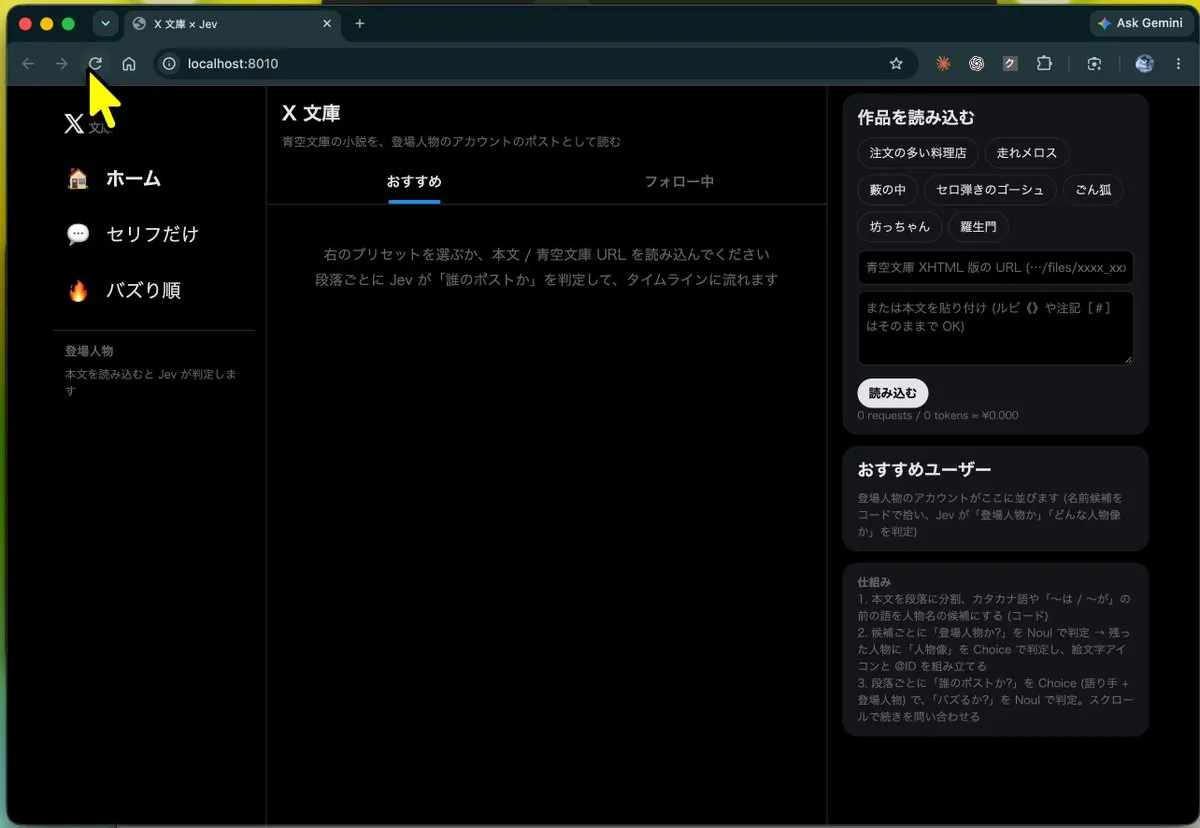 X 文庫 × Jev
Ask Gemini
localhost:8010
ホーム
セリフだけ
バズり順
登場人物
本文を読み込むと Jev が判定しま
す
X 文庫
青空文庫の小説を、登場人物のアカウントのポストとして読む
おすすめ
フォロー中
右のプリセットを選ぶか、本文 / 青空文庫 URL を読み込んでください
段落ごとに Jev が「誰のポストか」を判定して、タイムラインに流れます
作品を読み込む
注文の多い料理店
走れメロス
藪の中
セロ弾きのゴーシュ
ごん狐
坊っちゃん
羅生門
青空文庫 XHTML 版の URL (…/files/xxxx_xx
または本文を貼り付け (ルビ《》や注記［＃］
はそのままで OK)
読み込む
0 requests / 0 tokens ≈ ¥0.000
おすすめユーザー
登場人物のアカウントがここに並びます (名前候補を
コードで拾い、Jev が「登場人物か」「どんな人物像
か」を判定)
仕組み
1. 本文を段落に分割、カタカナ語や「〜は / 〜が」の
前の語を人物名の候補にする (コード)
2. 候補ごとに「登場人物か?」を Noul で判定 → 残っ
た人物に「人物像」を Choice で判定し、絵文字アイ
コンと @ID を組み立てる
3. 段落ごとに「誰のポストか?」を Choice (語り手 +
登場人物) で、「バズるか?」を Noul で判定。スクロー
ルで続きを問い合わせる